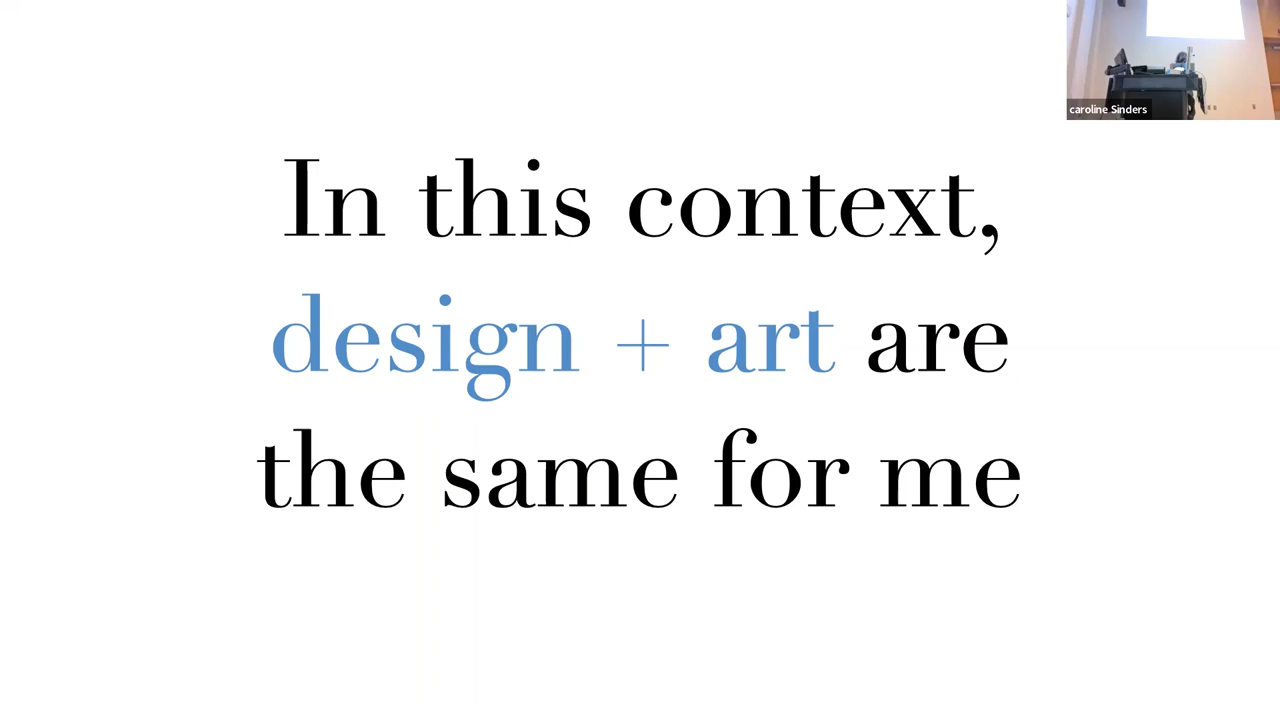 caroline Sinders
In this context,
design + art are
the same for me